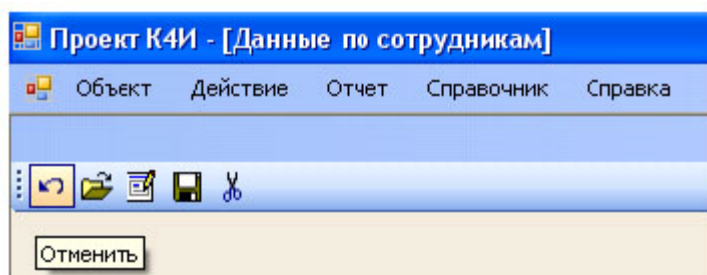 Проект К4И - [Данные по сотрудникам]
Объект Действие Отчет Справочник Справка
Отменить